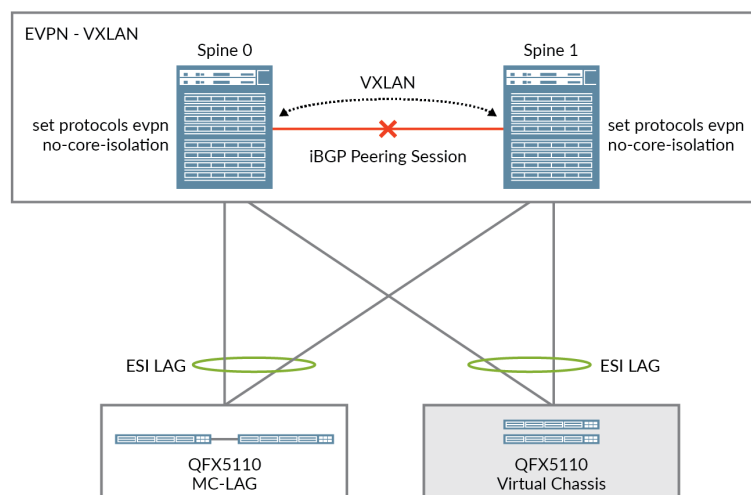 EVPN - VXLAN
Spine 0
Spine 1
VXLAN
set protocols evpn
no-core-isolation
set protocols evpn
no-core-isolation
iBGP Peering Session
ESI LAG
ESI LAG
QFX5110
MC-LAG
QFX5110
Virtual Chassis